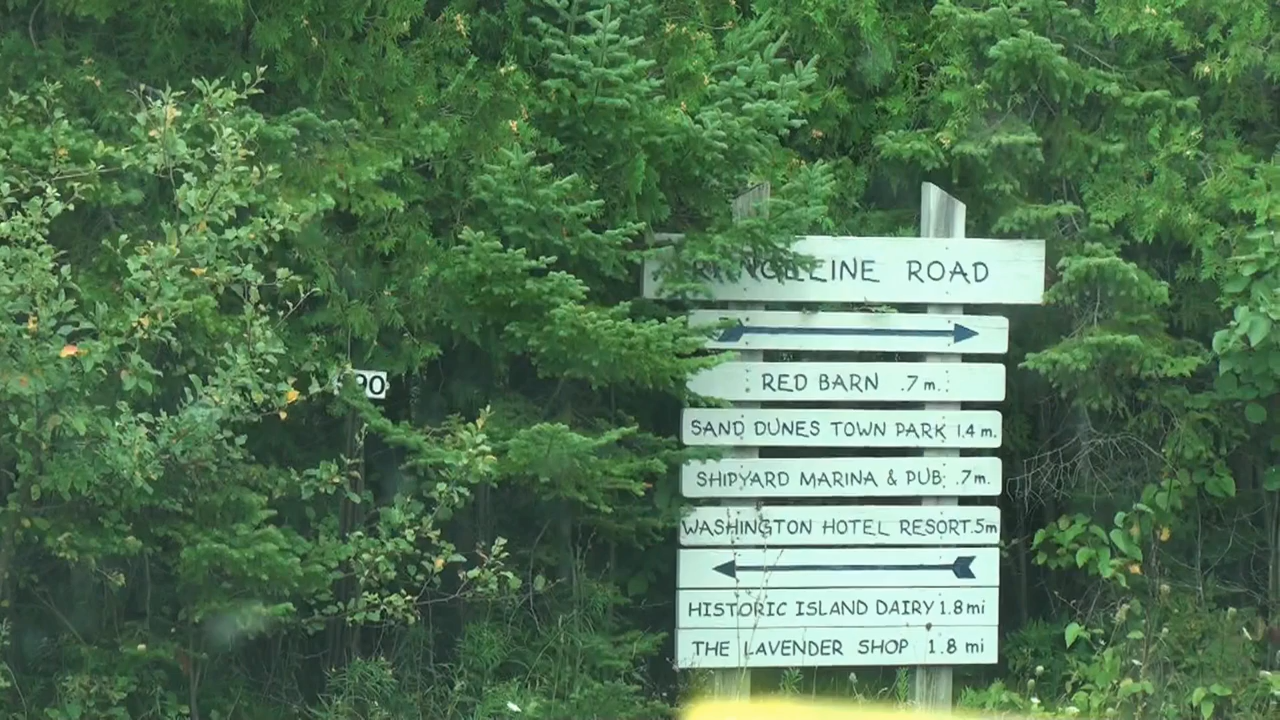 RANGELINE ROAD
RED BARN .7 m.
SAND DUNES TOWN PARK 1.4 m.
SHIPYARD MARINA & PUB .7m.
WASHINGTON HOTEL RESORT .5m
HISTORIC ISLAND DAIRY 1.8 mi
THE LAVENDER SHOP 1.8 mi